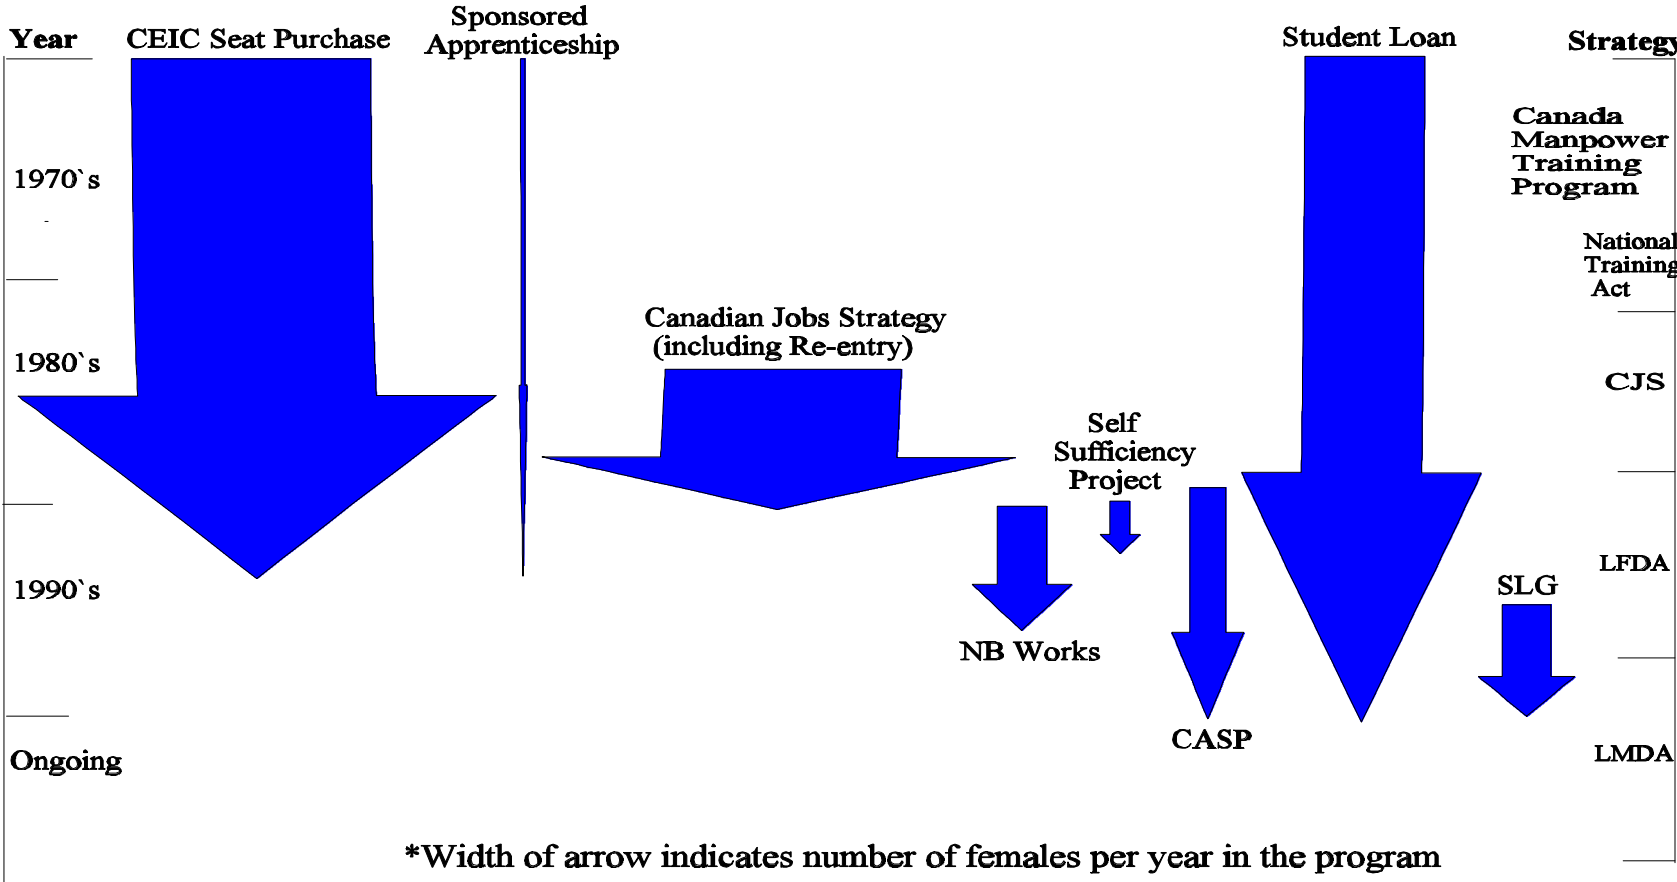 Year
CEIC Seat Purchase
Sponsored
Apprenticeship
Student Loan
Strategy
1970`s
Canada
Manpower
Training
Program
National
Training
Act
Canadian Jobs Strategy
(including Re-entry)
1980`s
CJS
Self
Sufficiency
Project
1990`s
LFDA
SLG
NB Works
CASP
LMDA
Ongoing
*Width of arrow indicates number of females per year in the program